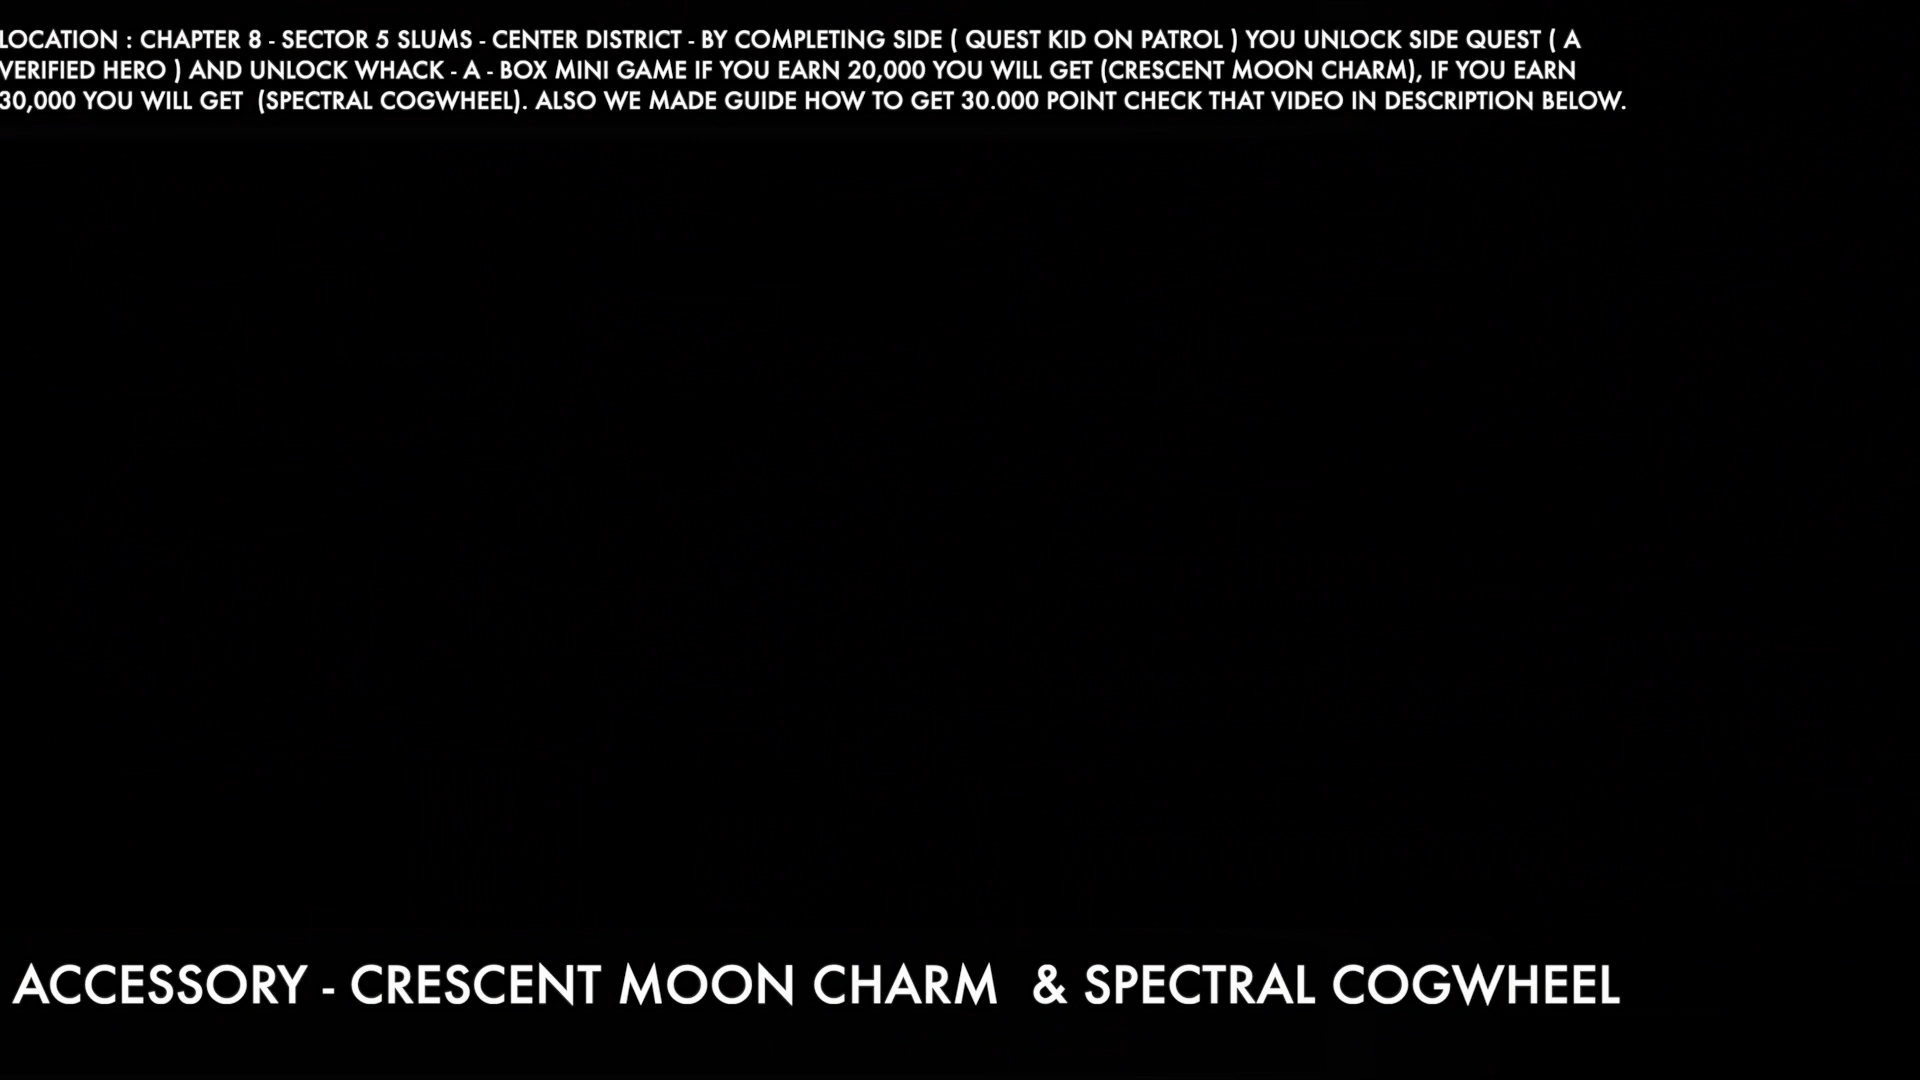 LOCATION : CHAPTER 8 - SECTOR 5 SLUMS - CENTER DISTRICT - BY COMPLETING SIDE ( QUEST KID ON PATROL ) YOU UNLOCK SIDE QUEST ( A
VERIFIED HERO ) AND UNLOCK WHACK - A - BOX MINI GAME IF YOU EARN 20,000 YOU WILL GET (CRESCENT MOON CHARM), IF YOU EARN
30,000 YOU WILL GET  (SPECTRAL COGWHEEL). ALSO WE MADE GUIDE HOW TO GET 30.000 POINT CHECK THAT VIDEO IN DESCRIPTION BELOW.
ACCESSORY - CRESCENT MOON CHARM  & SPECTRAL COGWHEEL